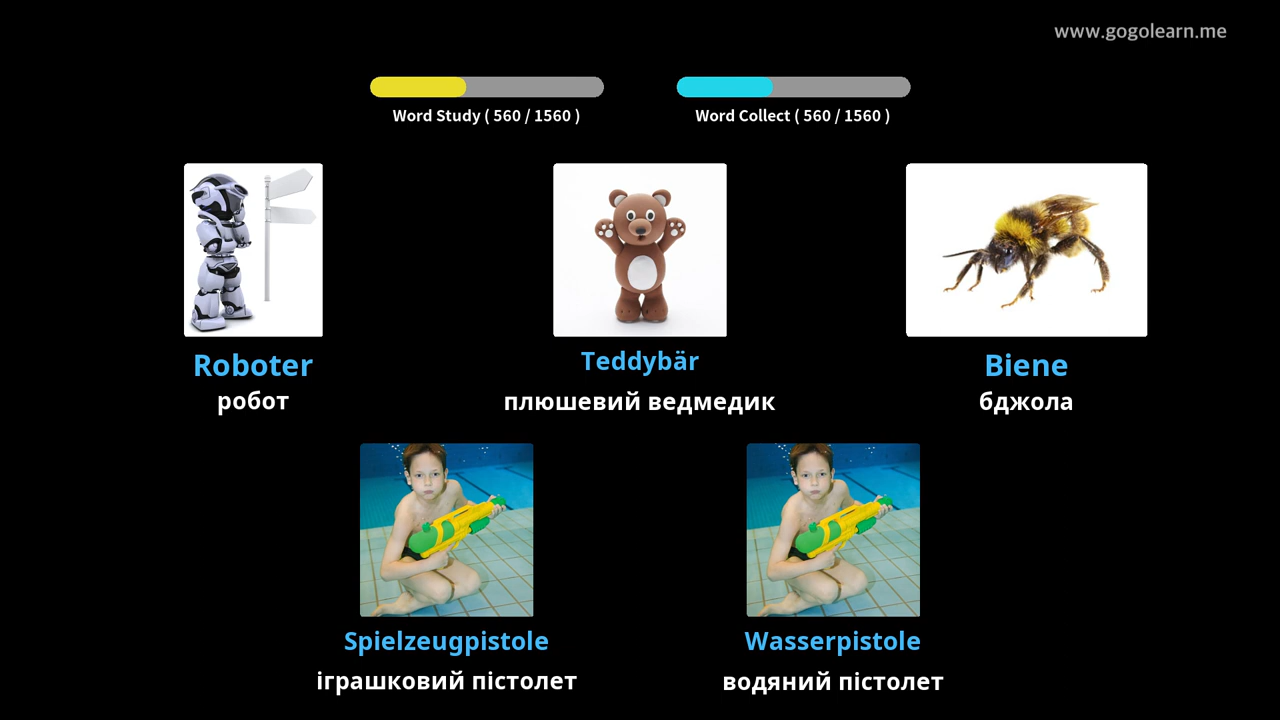 www.gogolearn.me
Word Study ( 560 / 1560 )
Word Collect ( 560 / 1560 )
Roboter
робот
Teddybär
плюшевий ведмедик
Biene
бджола
Spielzeugpistole
іграшковий пістолет
Wasserpistole
водяний пістолет